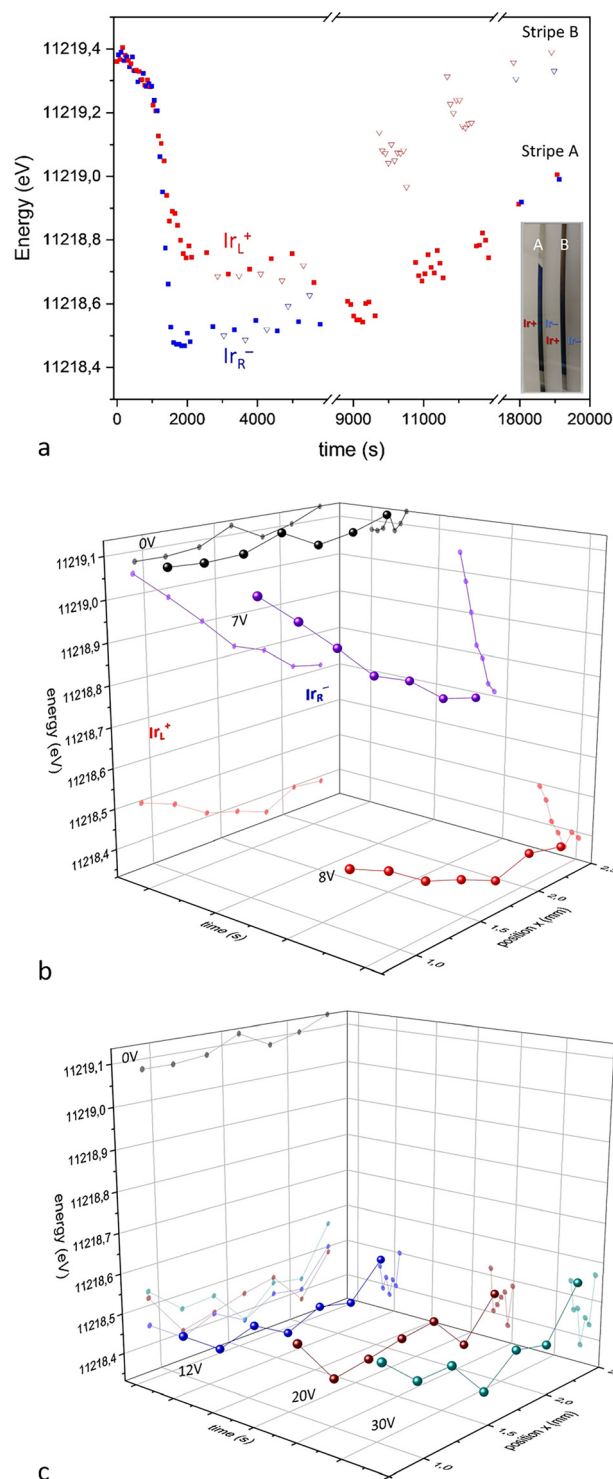 Stripe B
Stripe A
11219,4
11219,2
11219,0
11218,8
11218,6
11218,4
Energy (eV)
IrL+
IrR−
A B
Ir+ Ir−
Ir+ Ir−
0 2000 4000 9000 11000 18000 20000
time (s)
a
0V
7V
8V
11219,1
11219,0
11218,9
11218,8
11218,7
11218,6
11218,5
11218,4
energy (eV)
IrL+
IrR−
time (s)
1,0
1,5
2,0
position x (mm)
b
0V
12V
20V
30V
11219,1
11219,0
11218,9
11218,8
11218,7
11218,6
11218,5
11218,4
energy (eV)
time (s)
1,0
1,5
2,0
position x (mm)
c